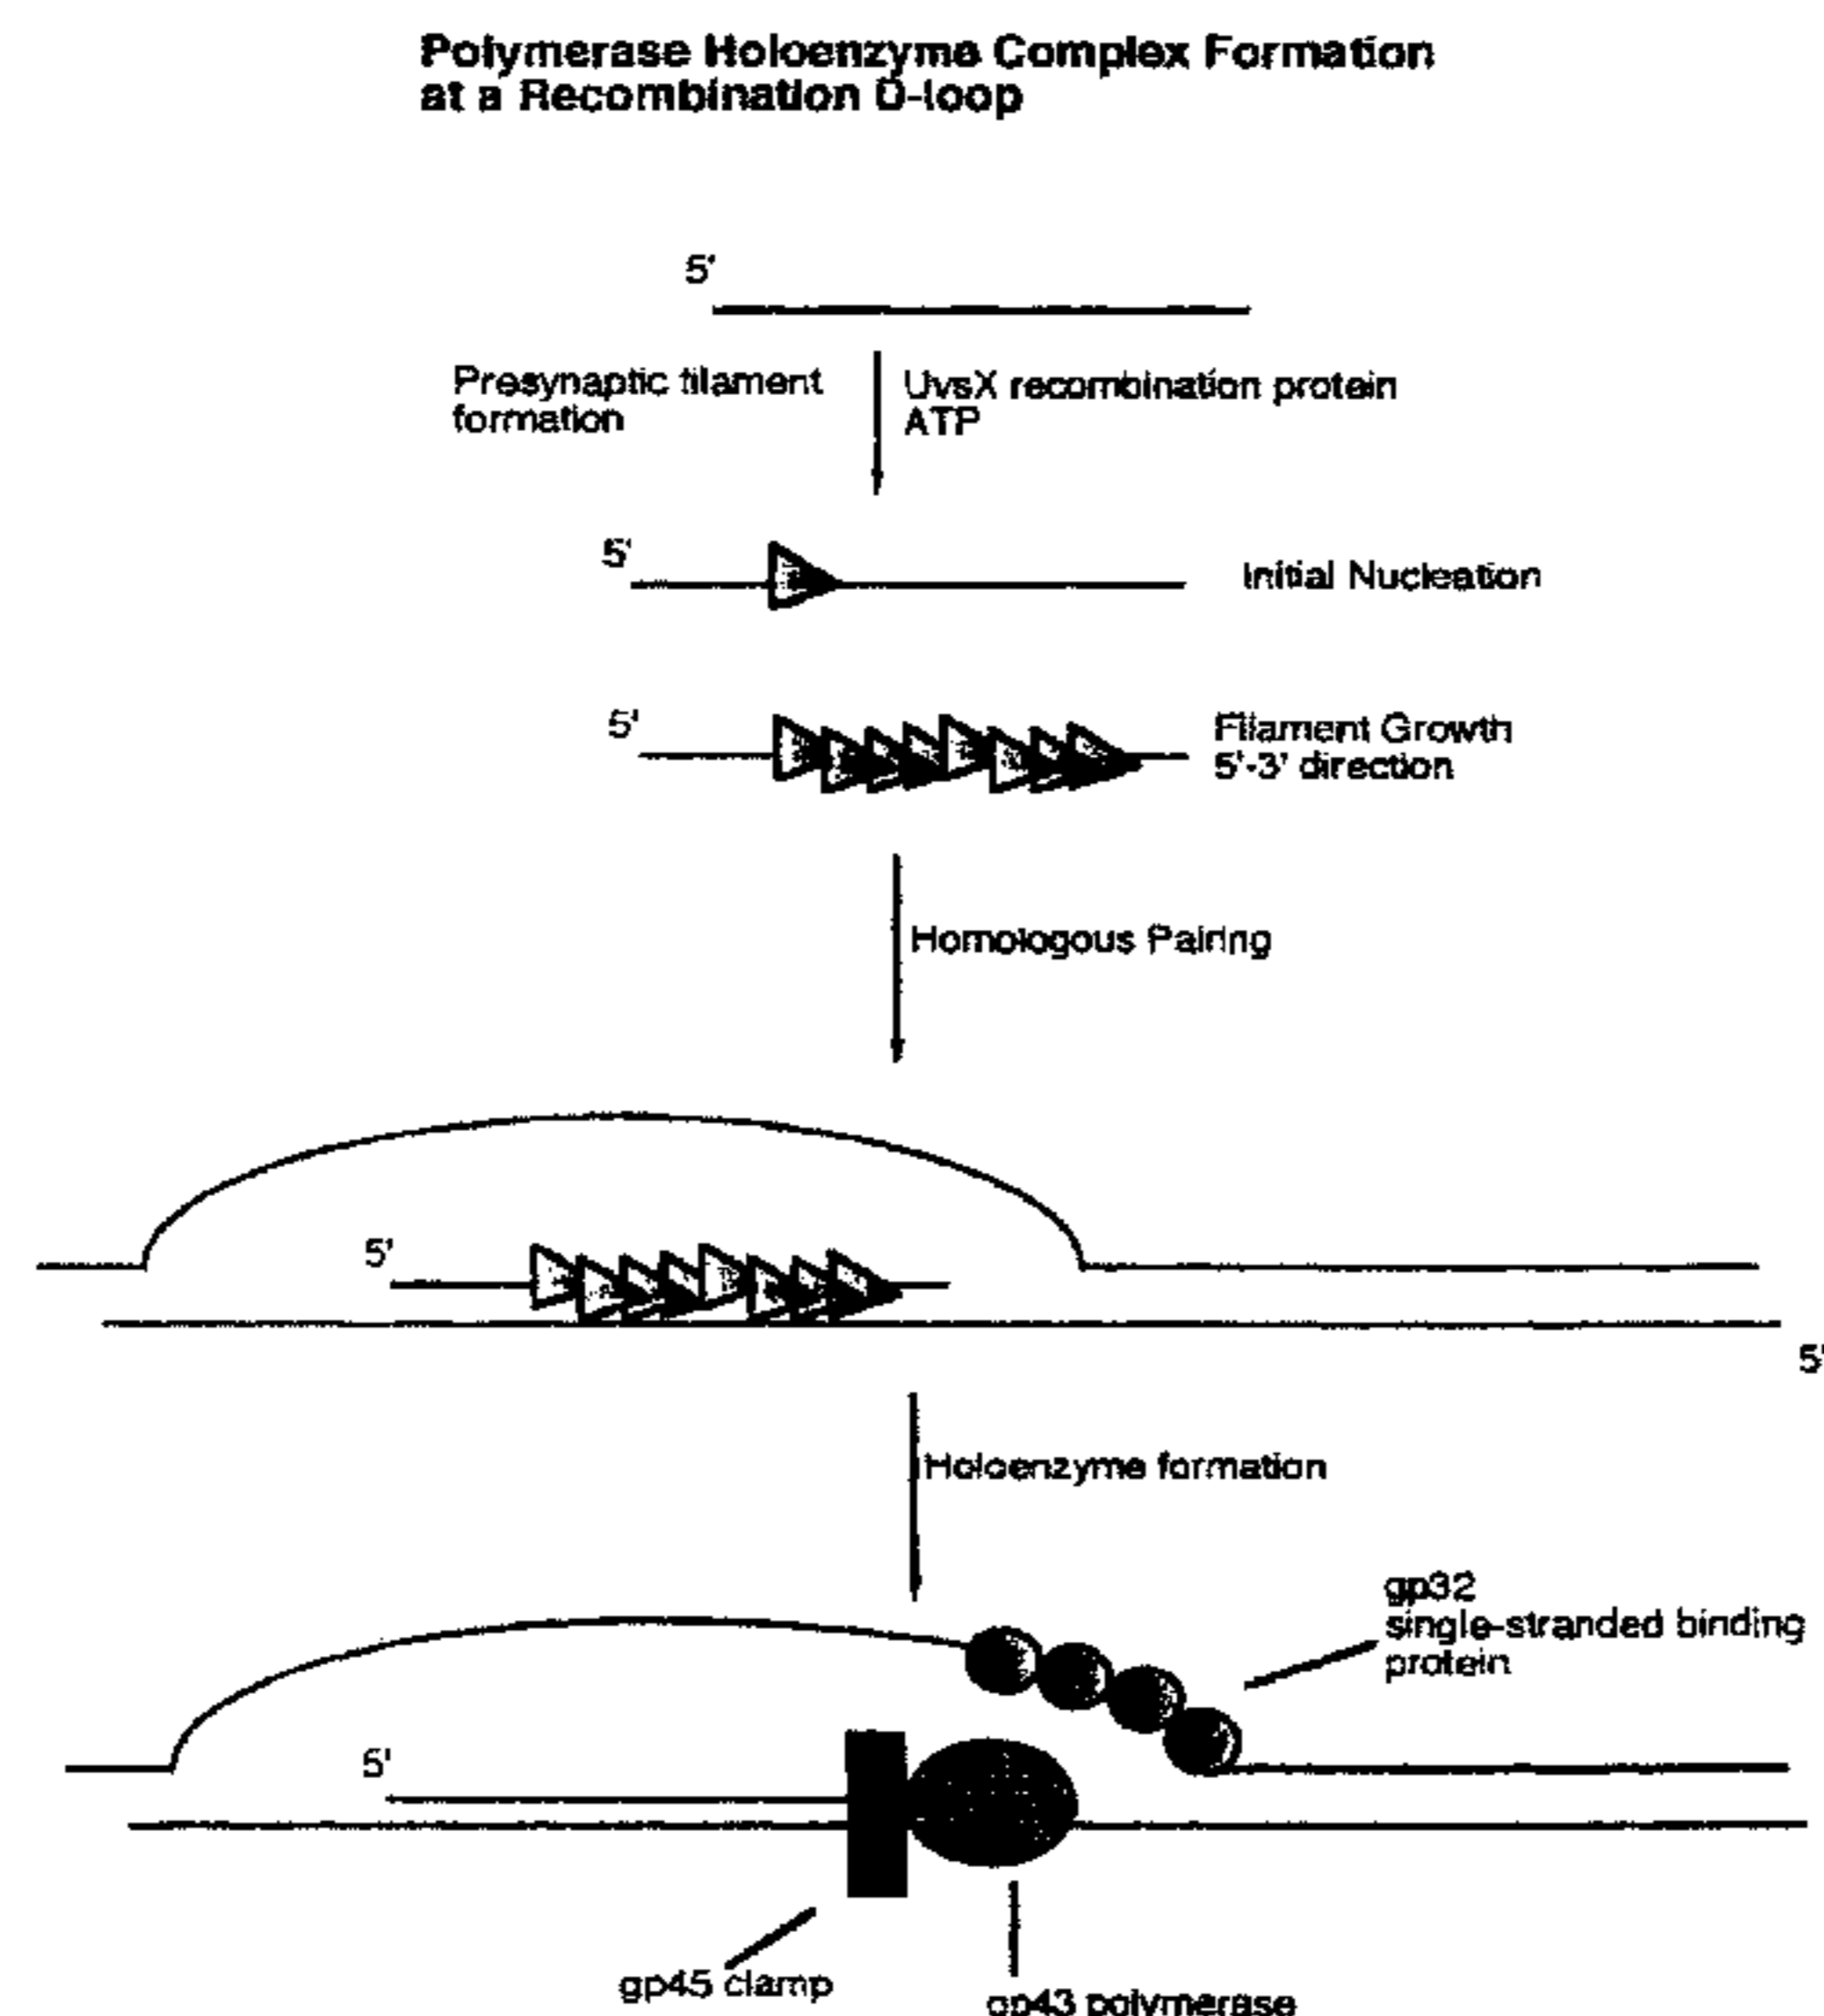 Polymerase Holoenzyme Complex Formation
at a Recombination D-loop
5'
Presynaptic filament
formation
UvsX recombination protein
ATP
5'
Initial Nucleation
5'
Filament Growth
5'-3' direction
Homologous Pairing
5'
5'
Holoenzyme formation
gp32
single-stranded binding
protein
5'
gp45 clamp
gp43 polymerase